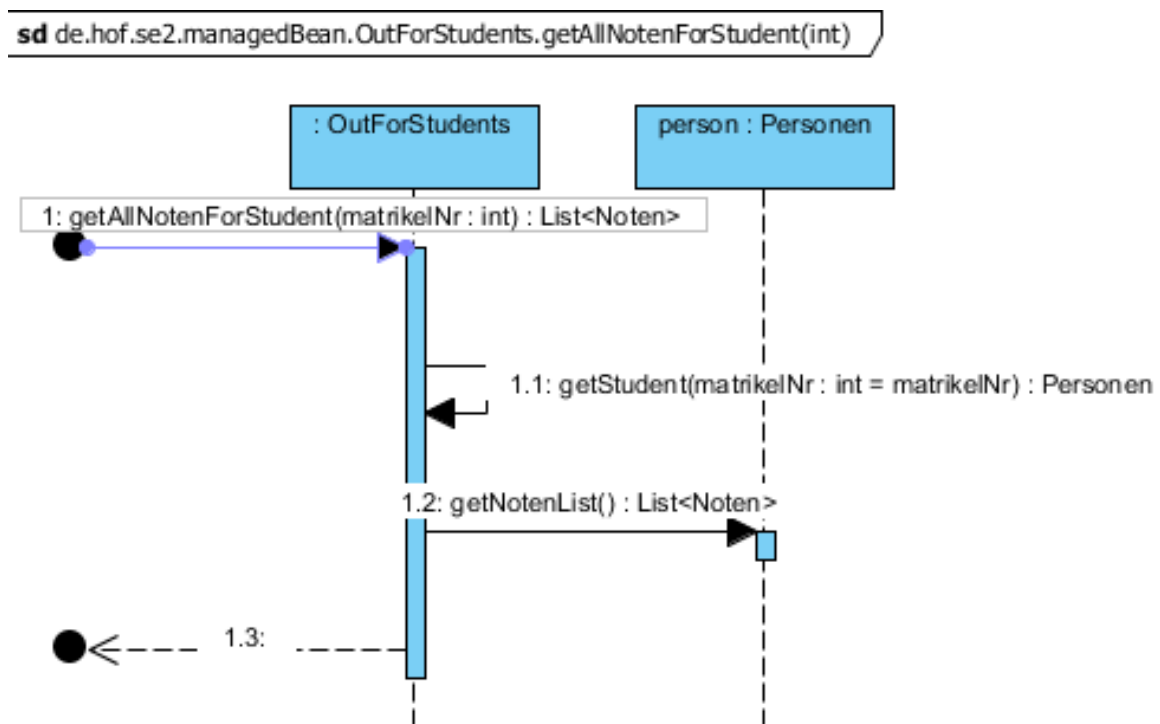 sd de.hof.se2.managedBean.OutForStudents.getAllNotenForStudent(int)
: OutForStudents
person : Personen
1: getAllNotenForStudent(matrikelNr : int) : List<Noten>
1.1: getStudent(matrikelNr : int = matrikelNr) : Personen
1.2: getNotenList() : List<Noten>
1.3: